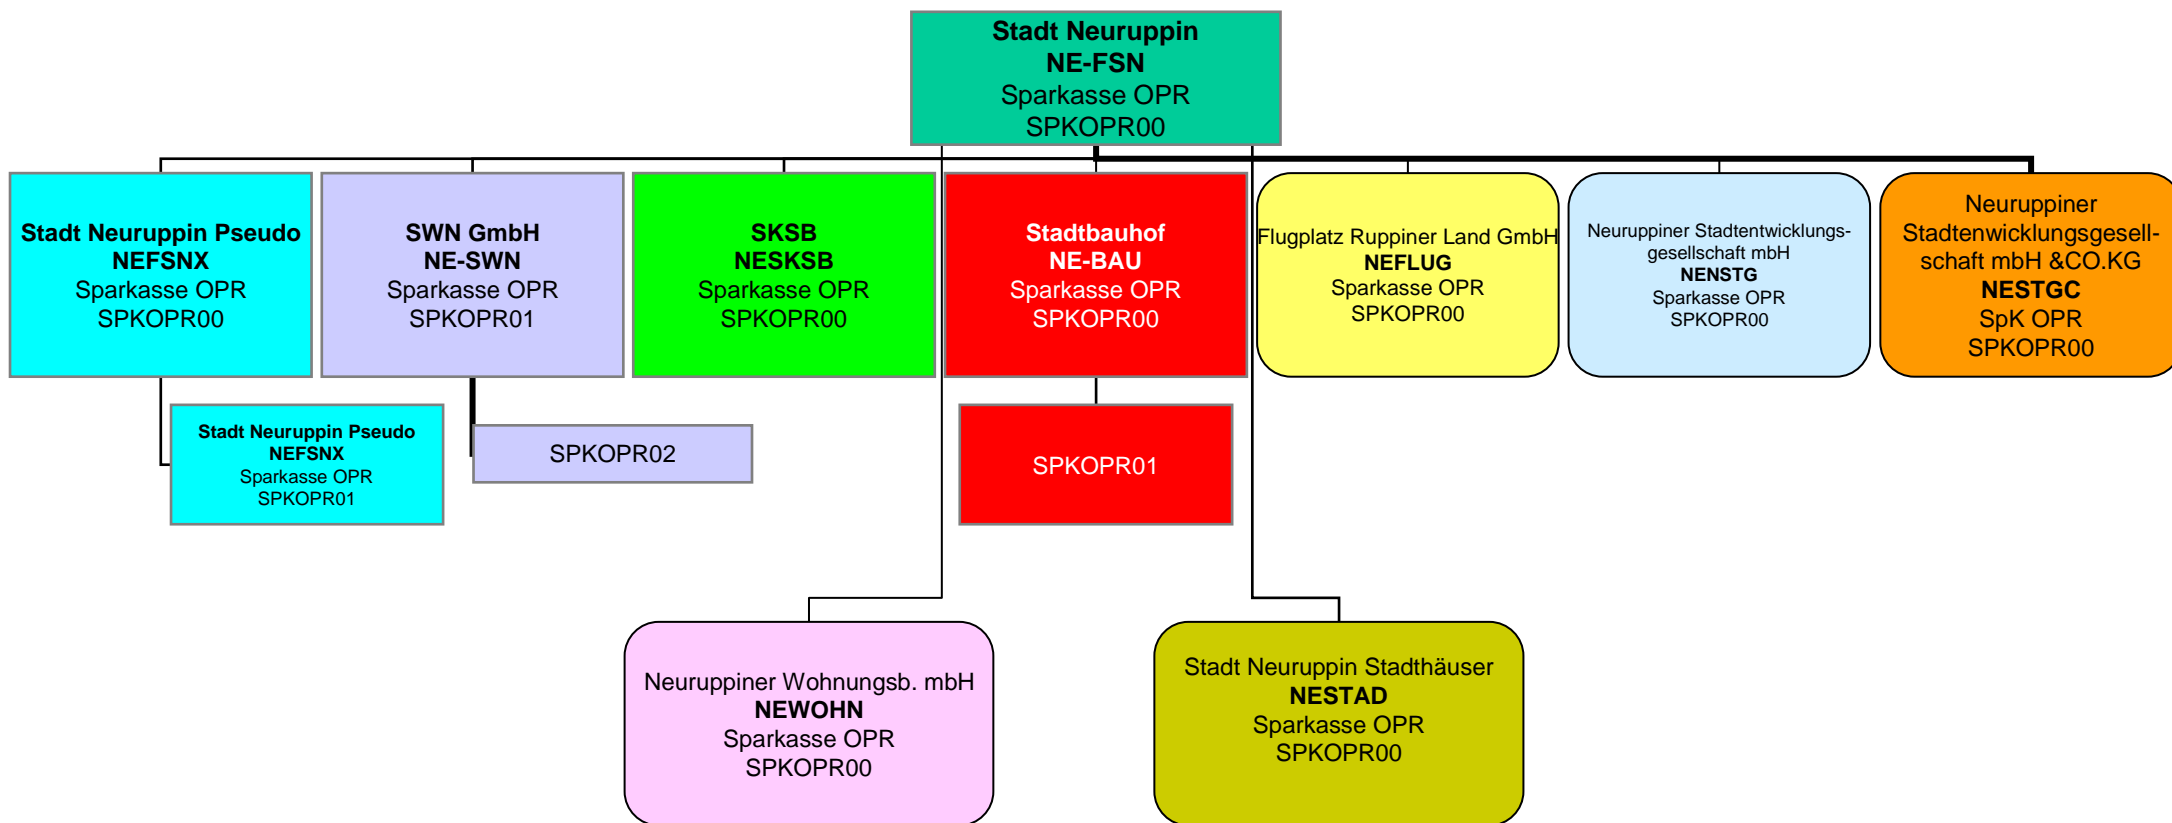 Stadt Neuruppin
NE-FSN
Sparkasse OPR
SPKOPR00
Stadt Neuruppin Pseudo
NEFSNX
Sparkasse OPR
SPKOPR00
SWN GmbH
NE-SWN
Sparkasse OPR
SPKOPR01
SKSB
NESKSB
Sparkasse OPR
SPKOPR00
Stadtbauhof
NE-BAU
Sparkasse OPR
SPKOPR00
Flugplatz Ruppiner Land GmbH
NEFLUG
Sparkasse OPR
SPKOPR00
Neuruppiner Stadtentwicklungs-
gesellschaft mbH
NENSTG
Sparkasse OPR
SPKOPR00
Neuruppiner
Stadtenwicklungsgesell-
schaft mbH &CO.KG
NESTGC
SpK OPR
SPKOPR00
Stadt Neuruppin Pseudo
NEFSNX
Sparkasse OPR
SPKOPR01
SPKOPR02
SPKOPR01
Neuruppiner Wohnungsb. mbH
NEWOHN
Sparkasse OPR
SPKOPR00
Stadt Neuruppin Stadthäuser
NESTAD
Sparkasse OPR
SPKOPR00